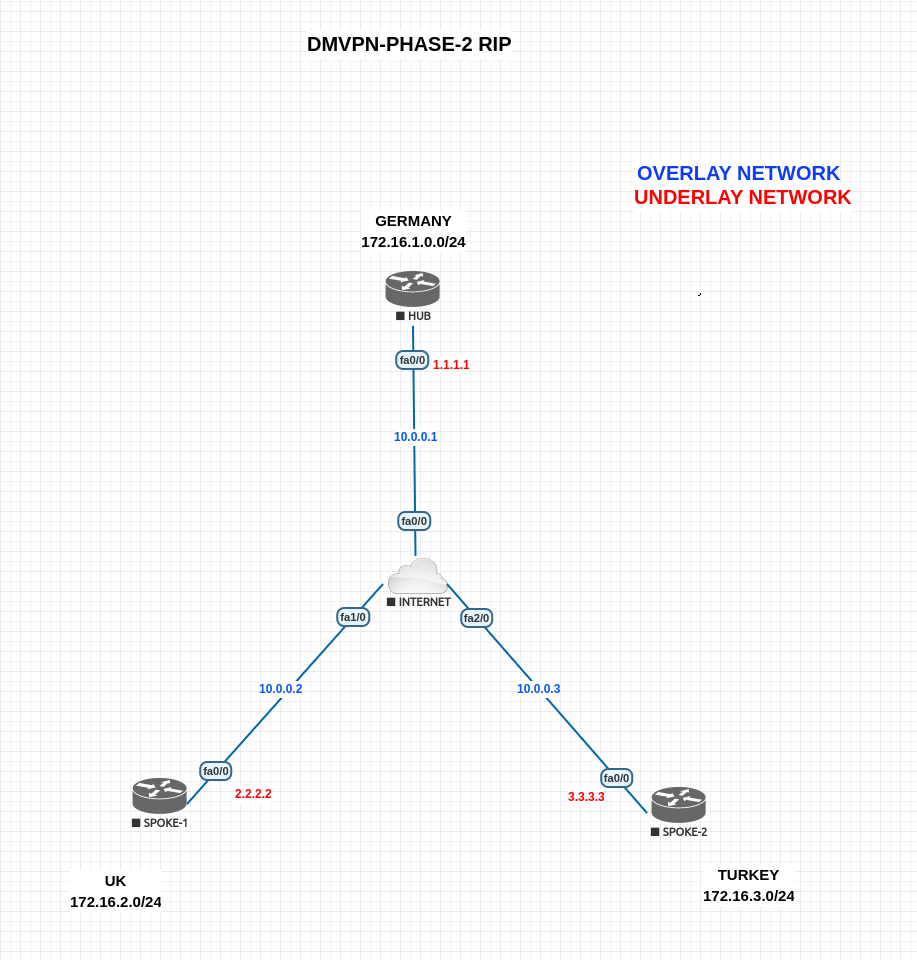 DMVPN-PHASE-2 RIP
OVERLAY NETWORK
UNDERLAY NETWORK
GERMANY
172.16.1.0.0/24
HUB
fa0/0
1.1.1.1
10.0.0.1
fa0/0
INTERNET
fa1/0
fa2/0
10.0.0.2
10.0.0.3
fa0/0
2.2.2.2
fa0/0
3.3.3.3
SPOKE-1
SPOKE-2
UK
172.16.2.0/24
TURKEY
172.16.3.0/24